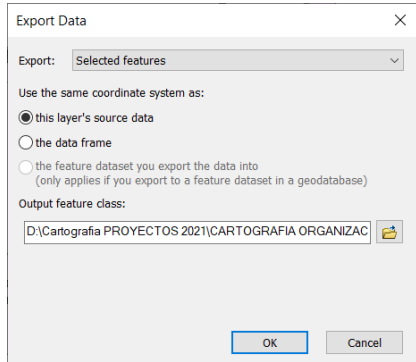 Export Data
Export: Selected features
Use the same coordinate system as:
this layer's source data
the data frame
the feature dataset you export the data into
(only applies if you export to a feature dataset in a geodatabase)
Output feature class:
D:\Cartografia PROYECTOS 2021\CARTOGRAFIA ORGANIZAC
OK Cancel